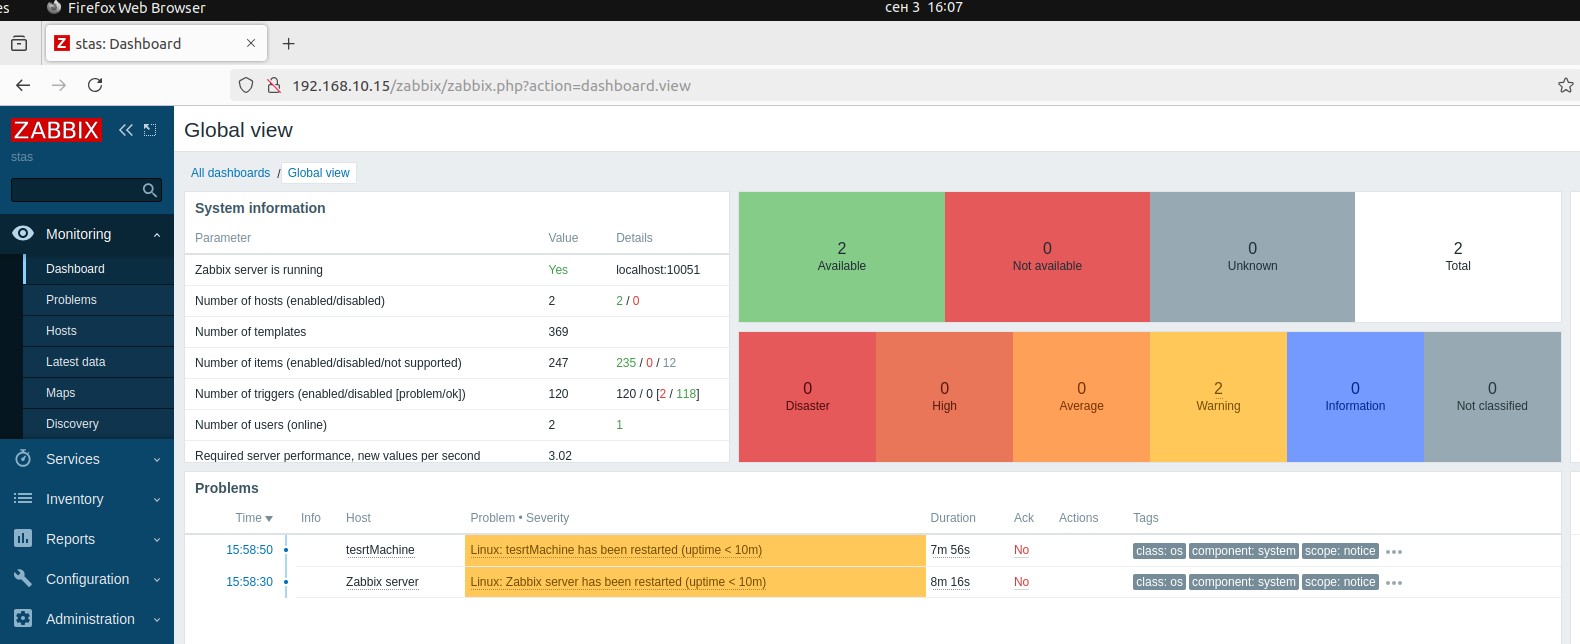 es Firefox Web Browser сен 3 16:07
Z stas: Dashboard
192.168.10.15/zabbix/zabbix.php?action=dashboard.view
ZABBIX
stas
Monitoring
Dashboard
Problems
Hosts
Latest data
Maps
Discovery
Services
Inventory
Reports
Configuration
Administration
Global view
All dashboards / Global view
System information
Parameter Value Details
Zabbix server is running Yes localhost:10051
Number of hosts (enabled/disabled) 2 2 / 0
Number of templates 369
Number of items (enabled/disabled/not supported) 247 235 / 0 / 12
Number of triggers (enabled/disabled [problem/ok]) 120 120 / 0 [2 / 118]
Number of users (online) 2 1
Required server performance, new values per second 3.02
2 0 0 2
Available Not available Unknown Total
0 0 0 2 0 0
Disaster High Average Warning Information Not classified
Problems
Time Info Host Problem • Severity Duration Ack Actions Tags
15:58:50 tesrtMachine Linux: tesrtMachine has been restarted (uptime < 10m) 7m 56s No class: os component: system scope: notice •••
15:58:30 Zabbix server Linux: Zabbix server has been restarted (uptime < 10m) 8m 16s No class: os component: system scope: notice •••